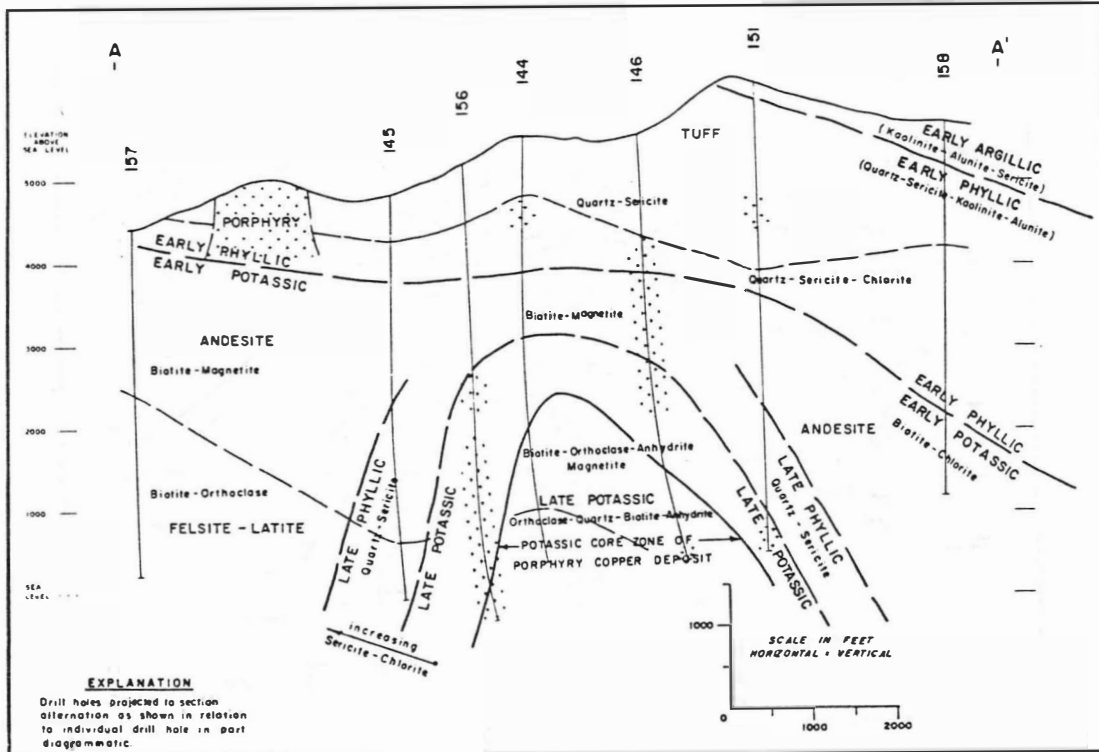 A
A'
157
145
156
144
146
151
158
ELEVATION
ABOVE
SEA LEVEL
5000
4000
3000
2000
1000
SEA
LEVEL
TUFF
EARLY ARGILLIC
(Kaolinite-Alunite-Sericite)
EARLY PHYLLIC
(Quartz-Sericite-Kaolinite-Alunite)
PORPHYRY
Quartz-Sericite
EARLY PHYLLIC
EARLY POTASSIC
Quartz-Sericite-Chlorite
Biotite-Magnetite
ANDESITE
Biotite-Magnetite
ANDESITE
EARLY PHYLLIC
EARLY POTASSIC
Biotite-Chlorite
Biotite-Orthoclase
FELSITE-LATITE
LATE PHYLLIC
Quartz-Sericite
LATE POTASSIC
Biotite-Orthoclase-Anhydrite
Magnetite
LATE POTASSIC
Orthoclase-Quartz-Biotite-Anhydrite
POTASSIC CORE ZONE OF
PORPHYRY COPPER DEPOSIT
LATE PHYLLIC
Quartz-Sericite
LATE POTASSIC
increasing
Sericite-Chlorite
1000
0
1000
2000
SCALE IN FEET
HORIZONTAL = VERTICAL
EXPLANATION
Drill holes projected to section
alternation as shown in relation
to individual drill hole in part
diagrammatic.